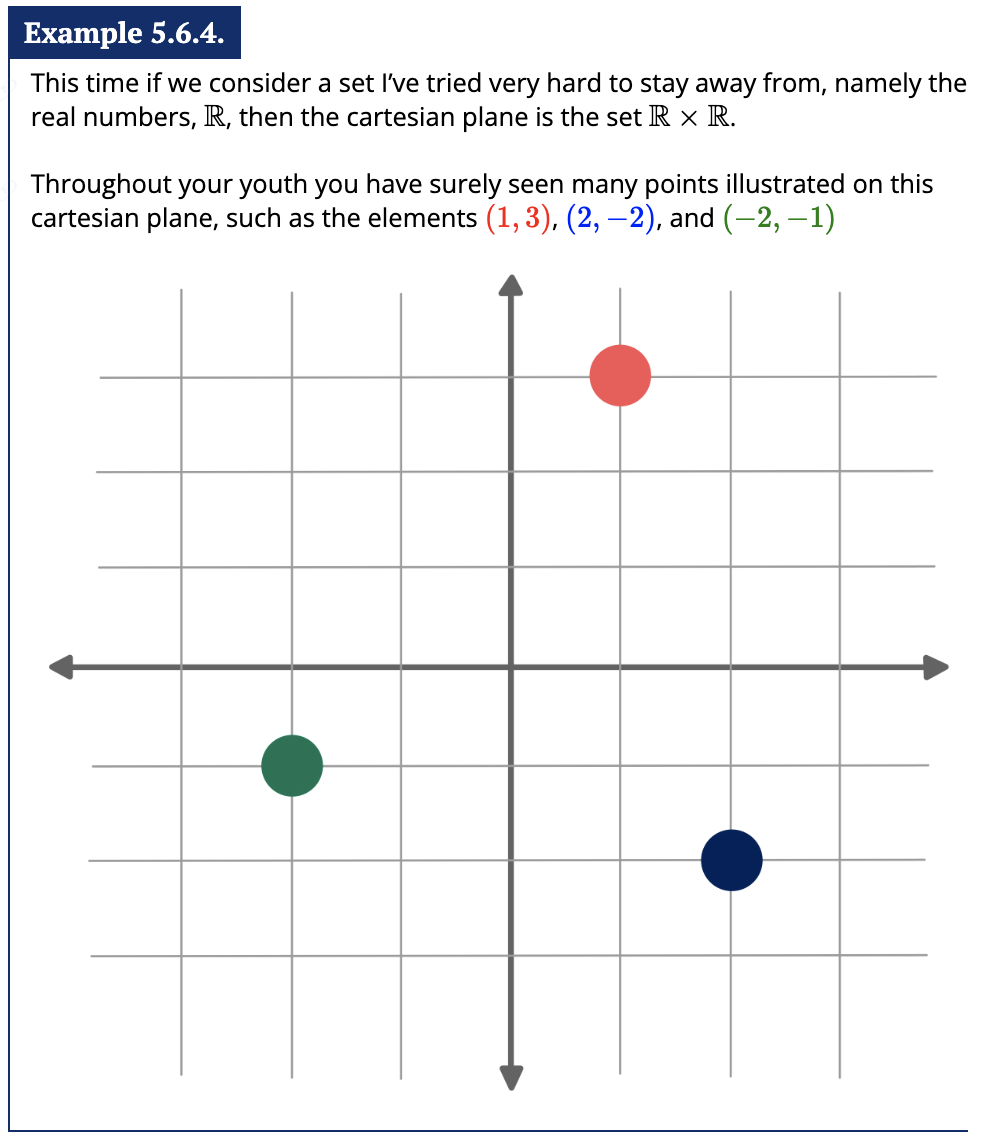 Example 5.6.4.
This time if we consider a set I’ve tried very hard to stay away from, namely the
real numbers, ℝ, then the cartesian plane is the set ℝ × ℝ.
Throughout your youth you have surely seen many points illustrated on this
cartesian plane, such as the elements (1, 3), (2, −2), and (−2, −1)